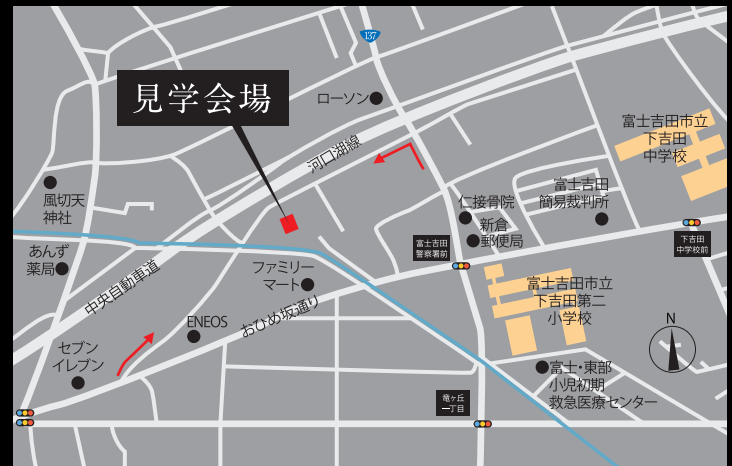 137
見学会場
ローソン
富士吉田市立
下吉田
中学校
河口湖線
風切天
神社
富士吉田
簡易裁判所
仁接骨院
新倉
郵便局
あんず
薬局
富士吉田
警察署前
下吉田
中学校前
ファミリー
マート
中央自動車道
富士吉田市立
下吉田第二
小学校
おひめ坂通り
ENEOS
N
セブン
イレブン
富士・東部
小児初期
救急医療センター
竜ヶ丘
一丁目